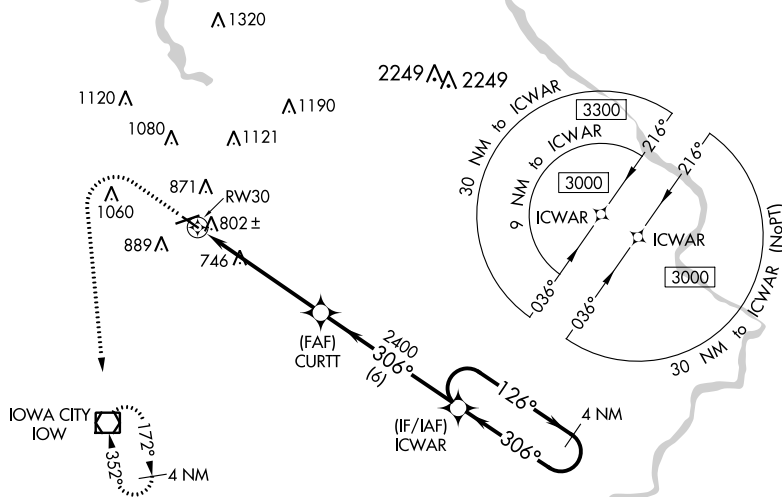 1320
2249 2249
1120
1190
1080
1121
871
RW30
1060
802 ±
889
746
30 NM to ICWAR
3300
9 NM to ICWAR
3000
216°
216°
ICWAR
ICWAR
036°
036°
3000
30 NM to ICWAR (NoPT)
(FAF)
CURTT
2400
306°
(6)
126°
4 NM
306°
(IF/IAF)
ICWAR
IOWA CITY
IOW
172°
352°
4 NM